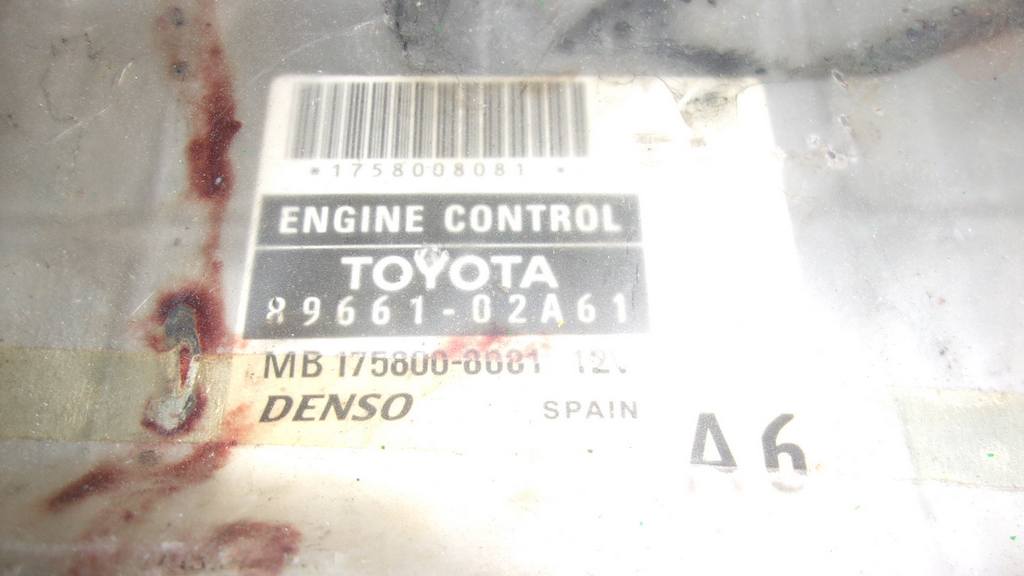 *1758008081*
ENGINE CONTROL
TOYOTA
89661-02A61
MB 175800-8081 12V
DENSO SPAIN
A6